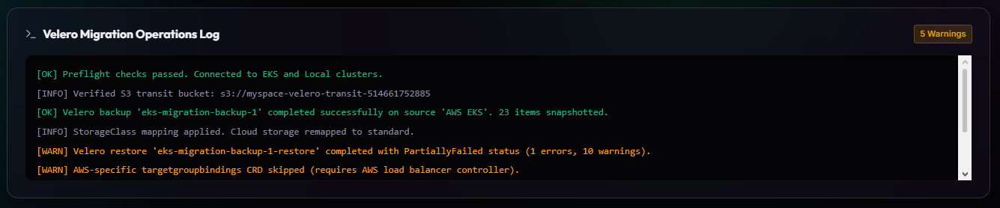 >_ Velero Migration Operations Log
5 Warnings
[OK] Preflight checks passed. Connected to EKS and Local clusters.
[INFO] Verified S3 transit bucket: s3://myspace-velero-transit-514661752885
[OK] Velero backup 'eks-migration-backup-1' completed successfully on source 'AWS EKS'. 23 items snapshotted.
[INFO] StorageClass mapping applied. Cloud storage remapped to standard.
[WARN] Velero restore 'eks-migration-backup-1-restore' completed with PartiallyFailed status (1 errors, 10 warnings).
[WARN] AWS-specific targetgroupbindings CRD skipped (requires AWS load balancer controller).